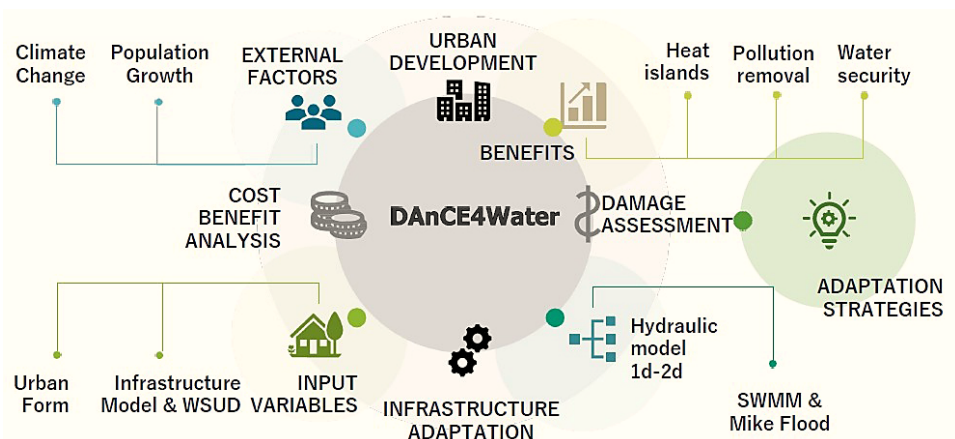 Climate
Change
Population
Growth
EXTERNAL
FACTORS
URBAN
DEVELOPMENT
Heat
islands
Pollution
removal
Water
security
BENEFITS
COST
BENEFIT
ANALYSIS
DAnCE4Water
DAMAGE
ASSESSMENT
ADAPTATION
STRATEGIES
Urban
Form
Infrastructure
Model & WSUD
INPUT
VARIABLES
INFRASTRUCTURE
ADAPTATION
Hydraulic
model
1d-2d
SWMM &
Mike Flood